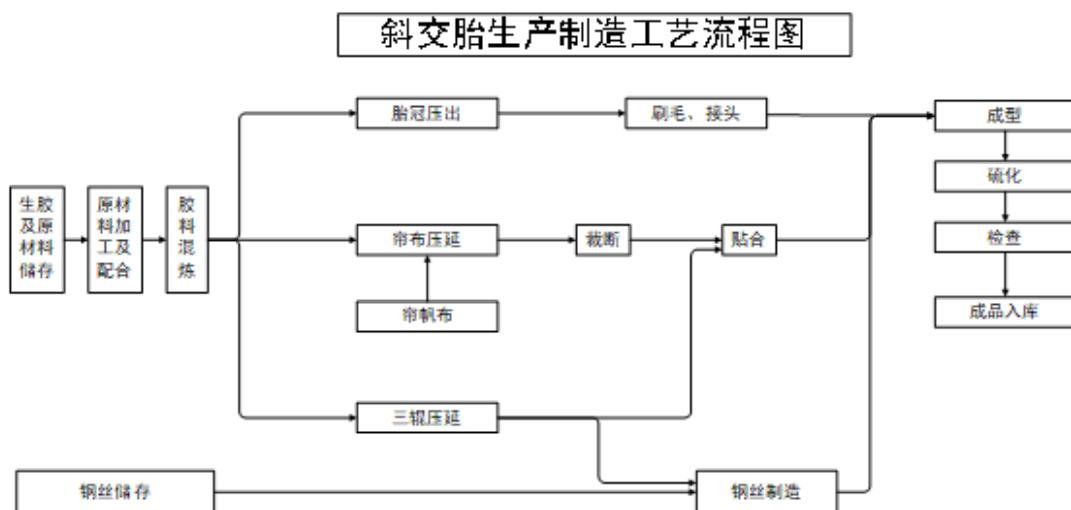 斜交胎生产制造工艺流程图
胎冠压出
刷毛、接头
成型
硫化
生胶
及原
材料
储存
原材
料加
工及
配合
胶
料
混
炼
帘布压延
裁断
贴合
检查
帘帆布
成品入库
三辊压延
钢丝储存
钢丝制造